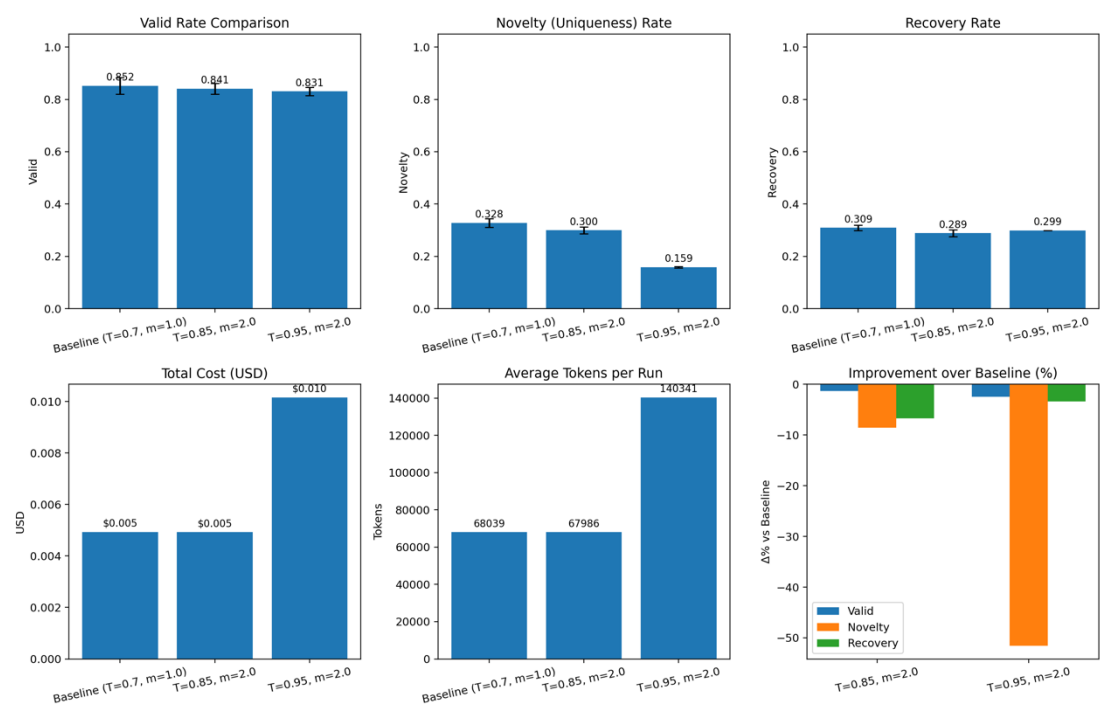 Valid Rate Comparison
1.0
0.8
0.6
0.4
0.2
0.0
Valid
0.852
0.841
0.831
Baseline (T=0.7, m=1.0)
T=0.85, m=2.0
T=0.95, m=2.0
Novelty (Uniqueness) Rate
1.0
0.8
0.6
0.4
0.2
0.0
Novelty
0.328
0.300
0.159
Baseline (T=0.7, m=1.0)
T=0.85, m=2.0
T=0.95, m=2.0
Recovery Rate
1.0
0.8
0.6
0.4
0.2
0.0
Recovery
0.309
0.289
0.299
Baseline (T=0.7, m=1.0)
T=0.85, m=2.0
T=0.95, m=2.0
Total Cost (USD)
0.010
0.008
0.006
0.004
0.002
0.000
USD
$0.005
$0.005
$0.010
Baseline (T=0.7, m=1.0)
T=0.85, m=2.0
T=0.95, m=2.0
Average Tokens per Run
140000
120000
100000
80000
60000
40000
20000
0
Tokens
68039
67986
140341
Baseline (T=0.7, m=1.0)
T=0.85, m=2.0
T=0.95, m=2.0
Improvement over Baseline (%)
0
−10
−20
−30
−40
−50
Δ% vs Baseline
Valid
Novelty
Recovery
T=0.85, m=2.0
T=0.95, m=2.0